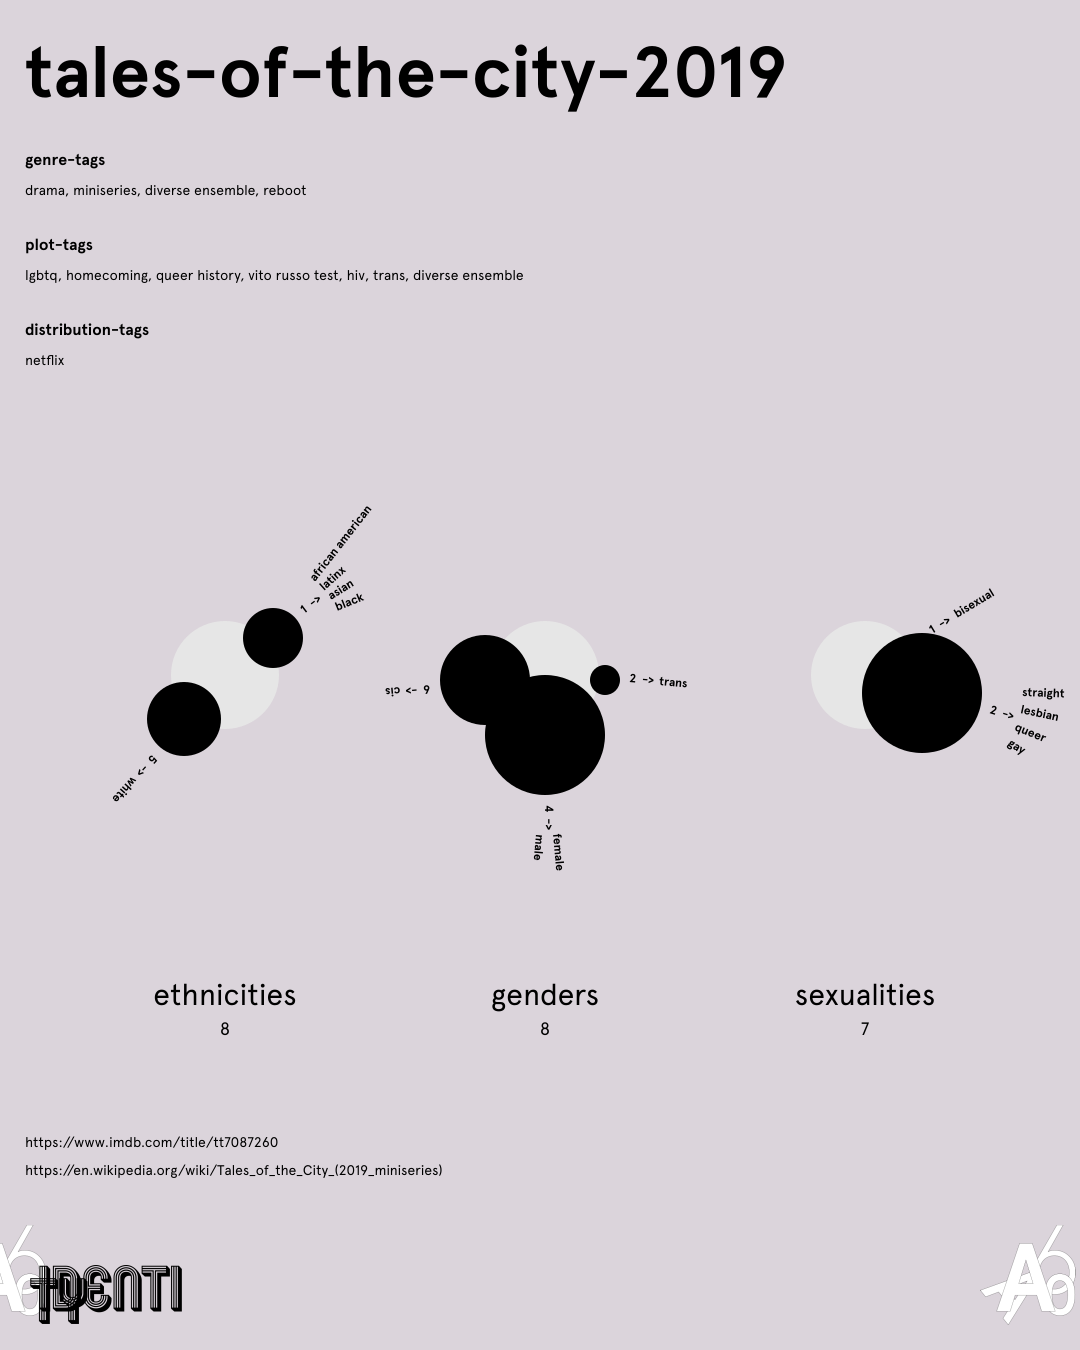 tales-of-the-city-2019
genre-tags
drama, miniseries, diverse ensemble, reboot
plot-tags
lgbtq, homecoming, queer history, vito russo test, hiv, trans, diverse ensemble
distribution-tags
netflix
african american
latinx
1 -> asian
black
5 -> white
6 -> cis
2 -> trans
4 -> female
male
1 -> bisexual
straight
2 -> lesbian
queer
gay
ethnicities
8
genders
8
sexualities
7
https://www.imdb.com/title/tt7087260
https://en.wikipedia.org/wiki/Tales_of_the_City_(2019_miniseries)
IDENTI